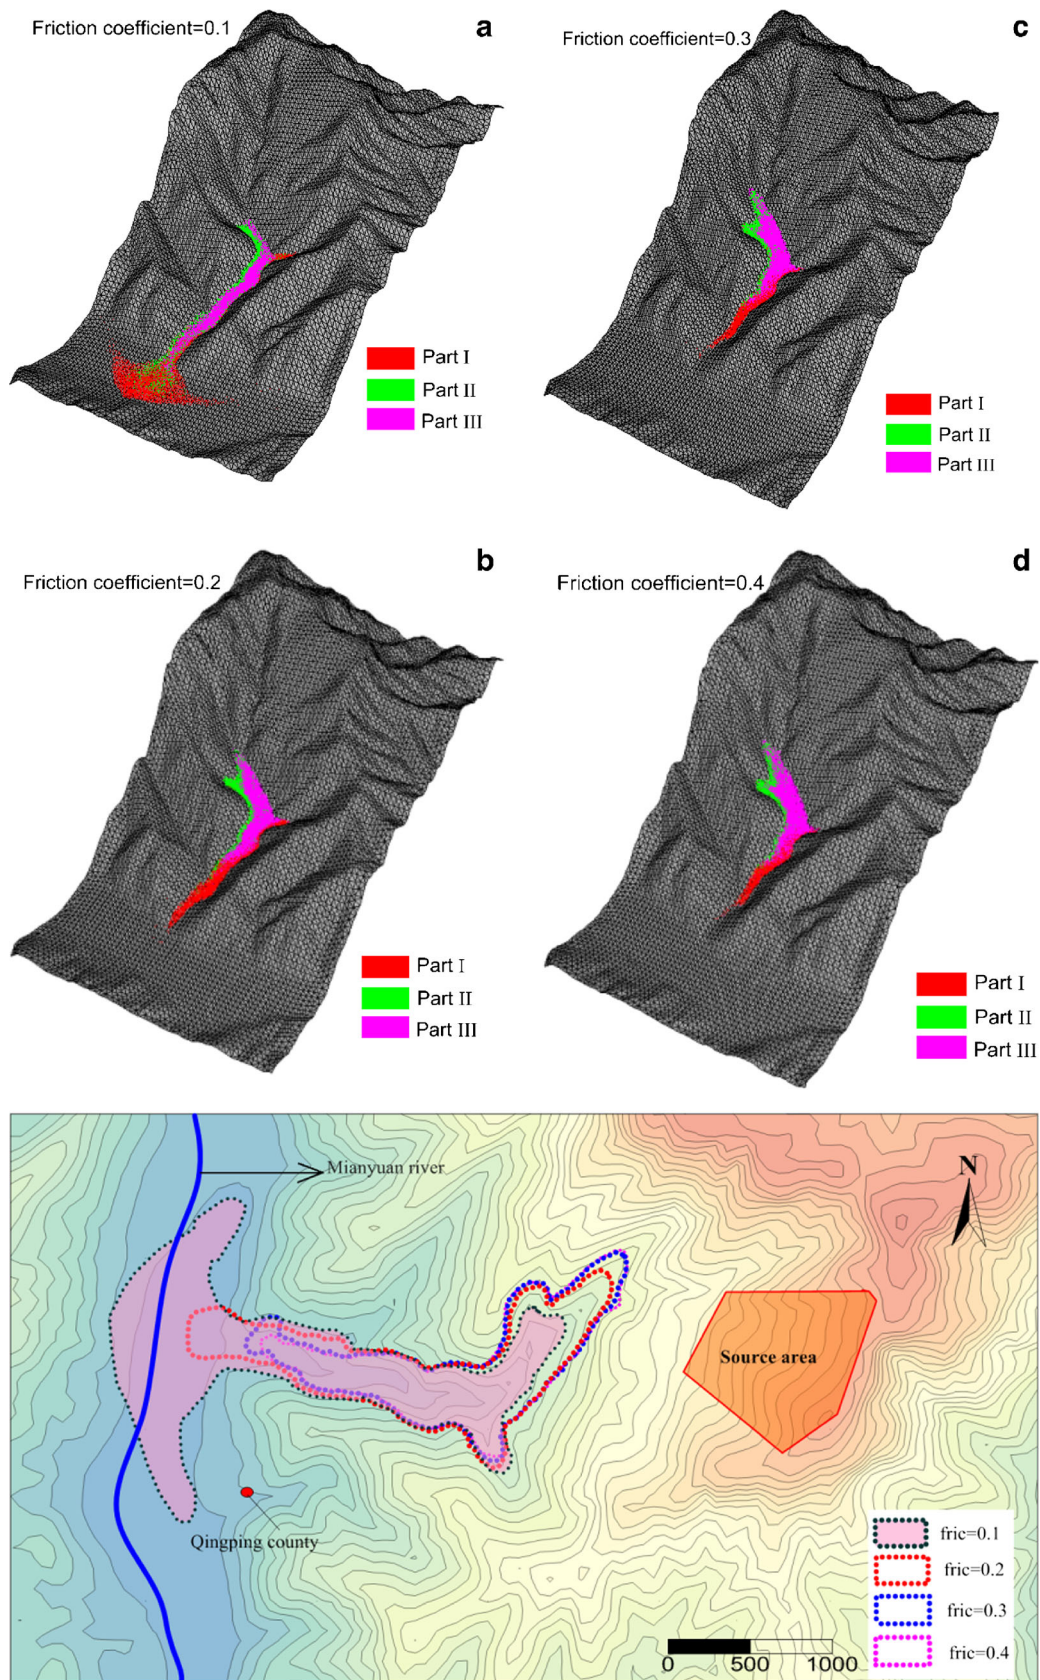 Friction coefficient=0.1
a
Part I
Part II
Part III
Friction coefficient=0.3
c
Part I
Part II
Part III
Friction coefficient=0.2
b
Part I
Part II
Part III
Friction coefficient=0.4
d
Part I
Part II
Part III
Mianyuan river
N
Source area
Qingping county
fric=0.1
fric=0.2
fric=0.3
fric=0.4
0 500 1000